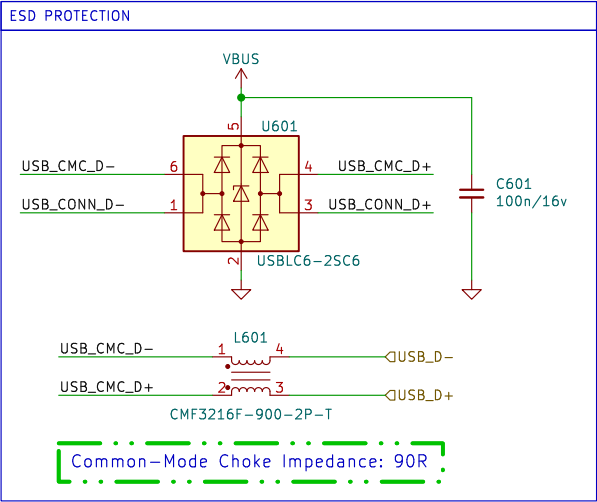 ESD PROTECTION
VBUS
5
U601
USB_CMC_D-
6
4
USB_CMC_D+
USB_CONN_D-
1
3
USB_CONN_D+
C601
100n/16v
2
USBLC6-2SC6
L601
USB_CMC_D-
1
4
USB_D-
USB_CMC_D+
2
3
USB_D+
CMF3216F-900-2P-T
Common-Mode Choke Impedance: 90R